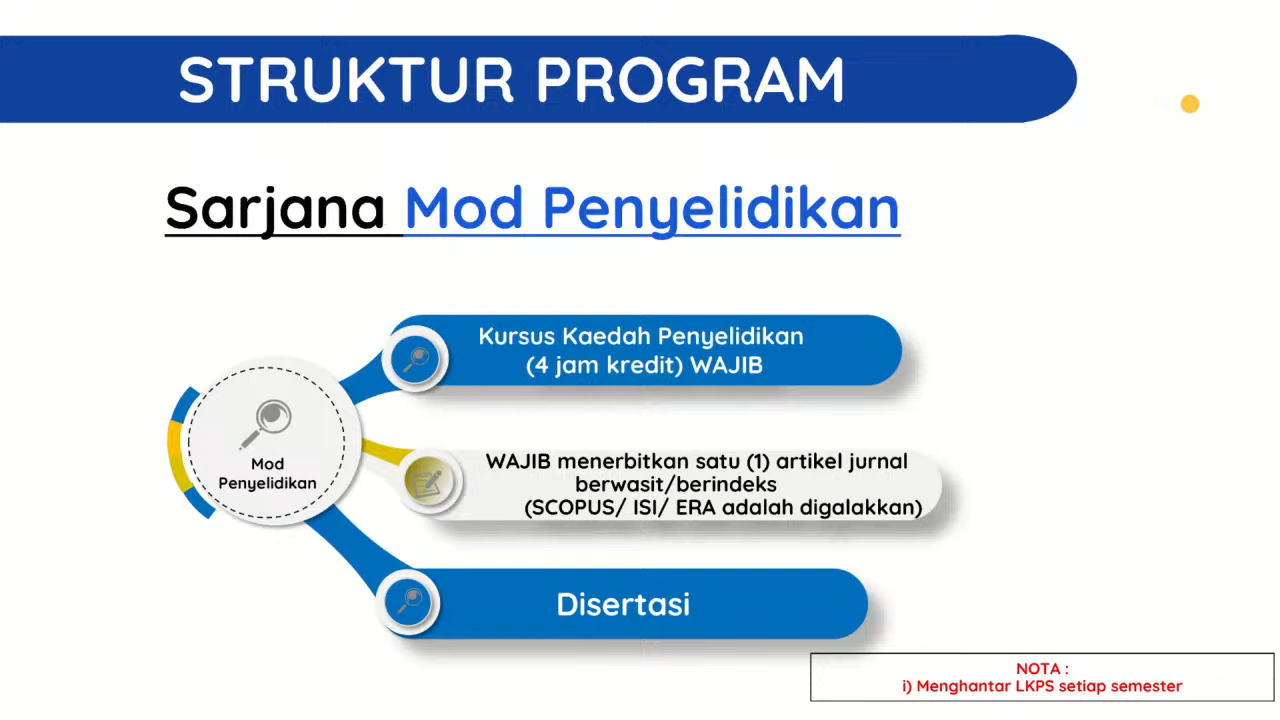 STRUKTUR PROGRAM
Sarjana Mod Penyelidikan
Kursus Kaedah Penyelidikan
(4 jam kredit) WAJIB
Mod
Penyelidikan
WAJIB menerbitkan satu (1) artikel jurnal
berwasit/berindeks
(SCOPUS/ ISI/ ERA adalah digalakkan)
Disertasi
NOTA :
i) Menghantar LKPS setiap semester